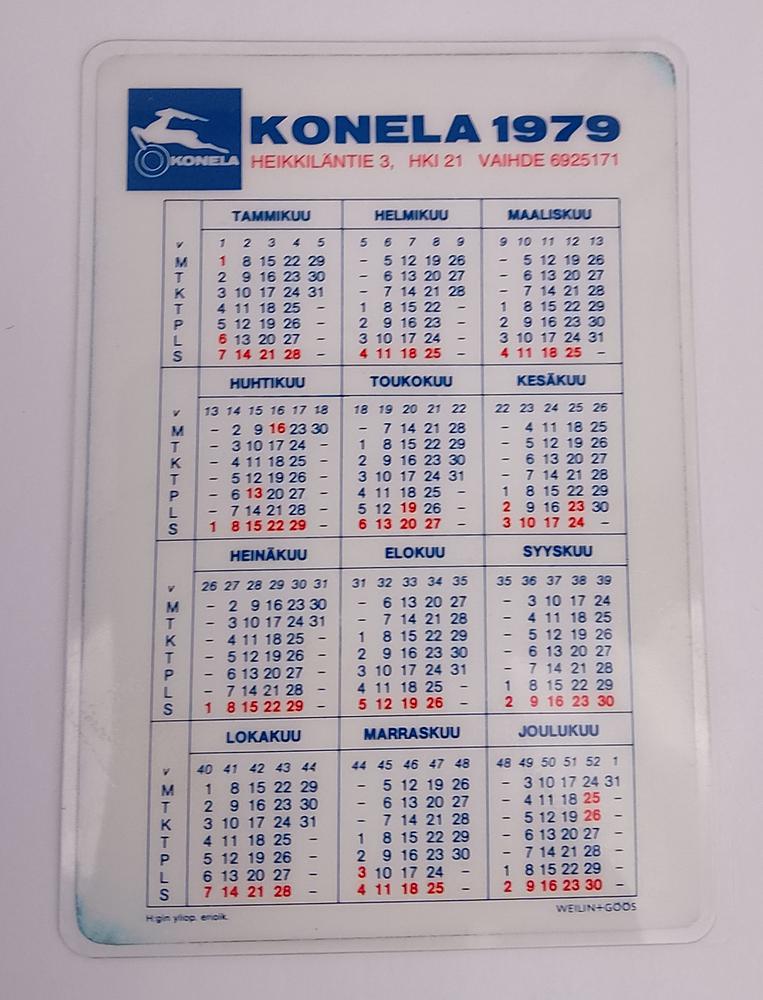 KONELA
KONELA 1979
HEIKKILÄNTIE 3, HKI 21 VAIHDE 6925171
TAMMIKUU HELMIKUU MAALISKUU
v 1 2 3 4 5 5 6 7 8 9 9 10 11 12 13
M 1 8 15 22 29 – 5 12 19 26 – 5 12 19 26
T 2 9 16 23 30 – 6 13 20 27 – 6 13 20 27
K 3 10 17 24 31 – 7 14 21 28 – 7 14 21 28
T 4 11 18 25 – 1 8 15 22 – 1 8 15 22 29
P 5 12 19 26 – 2 9 16 23 – 2 9 16 23 30
L 6 13 20 27 – 3 10 17 24 – 3 10 17 24 31
S 7 14 21 28 – 4 11 18 25 – 4 11 18 25 –
HUHTIKUU TOUKOKUU KESÄKUU
v 13 14 15 16 17 18 18 19 20 21 22 22 23 24 25 26
M – 2 9 16 23 30 – 7 14 21 28 – 4 11 18 25
T – 3 10 17 24 – 1 8 15 22 29 – 5 12 19 26
K – 4 11 18 25 – 2 9 16 23 30 – 6 13 20 27
T – 5 12 19 26 – 3 10 17 24 31 – 7 14 21 28
P – 6 13 20 27 – 4 11 18 25 – 1 8 15 22 29
L – 7 14 21 28 – 5 12 19 26 – 2 9 16 23 30
S 1 8 15 22 29 – 6 13 20 27 – 3 10 17 24 –
HEINÄKUU ELOKUU SYYSKUU
v 26 27 28 29 30 31 31 32 33 34 35 35 36 37 38 39
M – 2 9 16 23 30 – 6 13 20 27 – 3 10 17 24
T – 3 10 17 24 31 – 7 14 21 28 – 4 11 18 25
K – 4 11 18 25 – 1 8 15 22 29 – 5 12 19 26
T – 5 12 19 26 – 2 9 16 23 30 – 6 13 20 27
P – 6 13 20 27 – 3 10 17 24 31 – 7 14 21 28
L – 7 14 21 28 – 4 11 18 25 – 1 8 15 22 29
S 1 8 15 22 29 – 5 12 19 26 – 2 9 16 23 30
LOKAKUU MARRASKUU JOULUKUU
v 40 41 42 43 44 44 45 46 47 48 48 49 50 51 52 1
M 1 8 15 22 29 – 5 12 19 26 – 3 10 17 24 31
T 2 9 16 23 30 – 6 13 20 27 – 4 11 18 25 –
K 3 10 17 24 31 – 7 14 21 28 – 5 12 19 26 –
T 4 11 18 25 – 1 8 15 22 29 – 6 13 20 27 –
P 5 12 19 26 – 2 9 16 23 30 – 7 14 21 28 –
L 6 13 20 27 – 3 10 17 24 – 1 8 15 22 29 –
S 7 14 21 28 – 4 11 18 25 – 2 9 16 23 30 –
H:gin yliop. erioik. WEILIN+GÖÖS